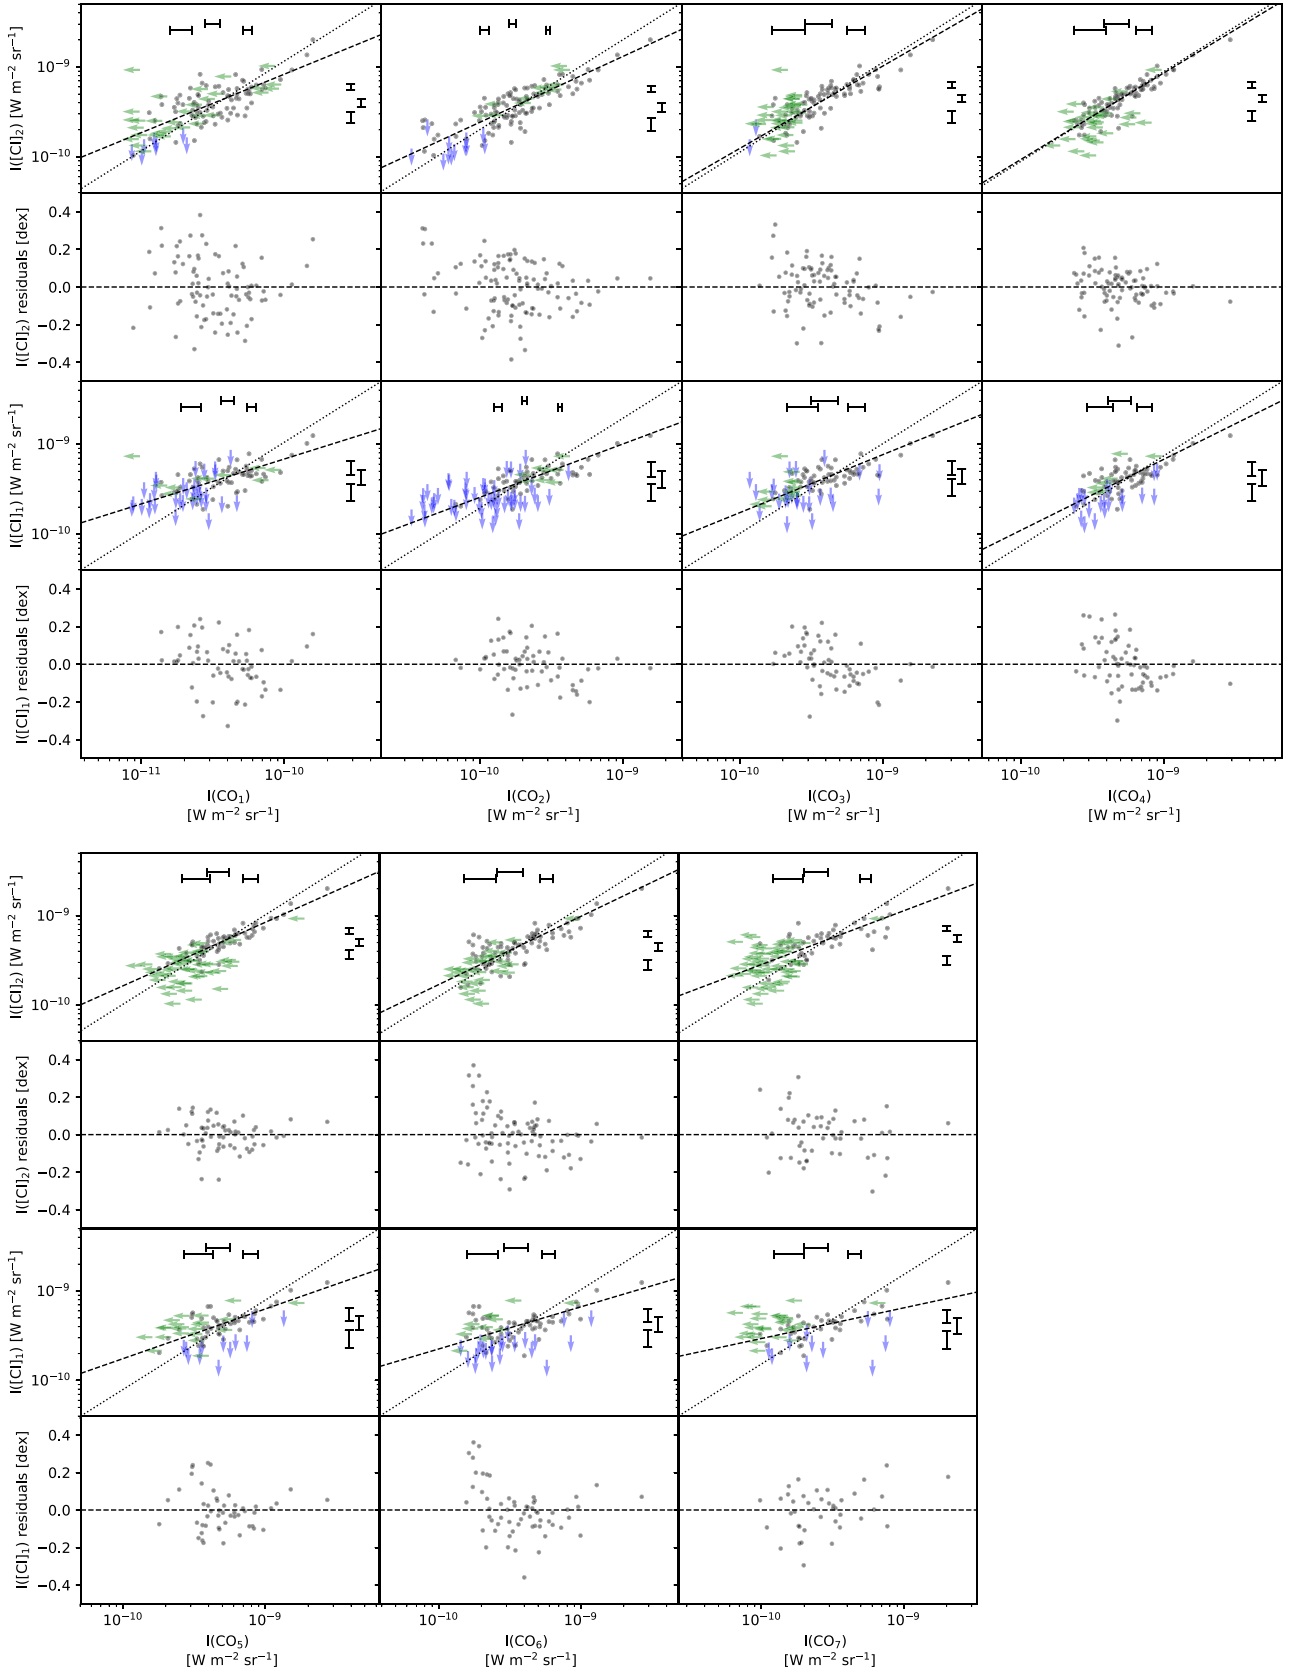 I([CI]₂) [W m⁻² sr⁻¹]
10⁻⁹
10⁻¹⁰
I([CI]₂) residuals [dex]
0.4
0.2
0.0
−0.2
−0.4
I([CI]₁) [W m⁻² sr⁻¹]
10⁻⁹
10⁻¹⁰
I([CI]₁) residuals [dex]
0.4
0.2
0.0
−0.2
−0.4
10⁻¹¹ 10⁻¹⁰ 10⁻¹⁰ 10⁻⁹ 10⁻¹⁰ 10⁻⁹ 10⁻¹⁰ 10⁻⁹
I(CO₁) I(CO₂) I(CO₃) I(CO₄)
[W m⁻² sr⁻¹] [W m⁻² sr⁻¹] [W m⁻² sr⁻¹] [W m⁻² sr⁻¹]
I([CI]₂) [W m⁻² sr⁻¹]
10⁻⁹
10⁻¹⁰
I([CI]₂) residuals [dex]
0.4
0.2
0.0
−0.2
−0.4
I([CI]₁) [W m⁻² sr⁻¹]
10⁻⁹
10⁻¹⁰
I([CI]₁) residuals [dex]
0.4
0.2
0.0
−0.2
−0.4
10⁻¹⁰ 10⁻⁹ 10⁻¹⁰ 10⁻⁹ 10⁻¹⁰ 10⁻⁹
I(CO₅) I(CO₆) I(CO₇)
[W m⁻² sr⁻¹] [W m⁻² sr⁻¹] [W m⁻² sr⁻¹]